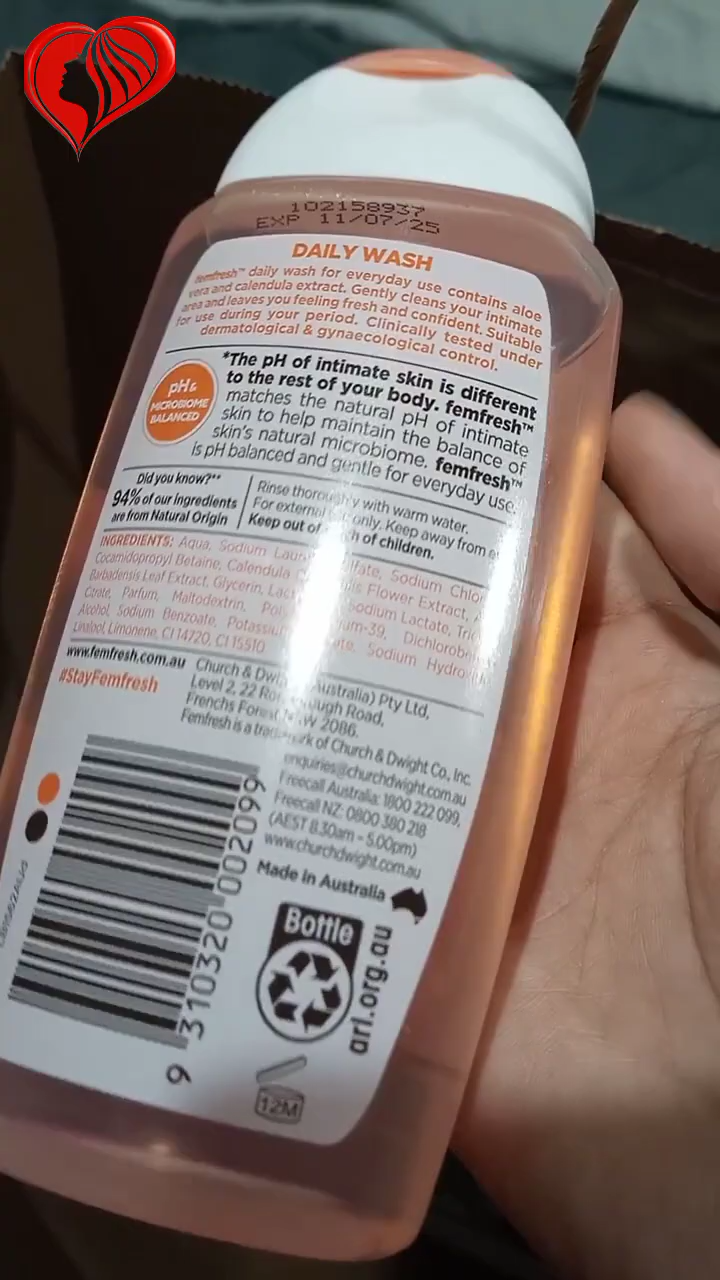 102158937
EXP 11/07/25
DAILY WASH
femfresh™ daily wash for everyday use contains aloe
vera and calendula extract. Gently cleans your intimate
area and leaves you feeling fresh and confident. Suitable
for use during your period. Clinically tested under
dermatological & gynaecological control.
pH &
MICROBIOME
BALANCED
*The pH of intimate skin is different
to the rest of your body. femfresh™
matches the natural pH of intimate
skin to help maintain the balance of
skin's natural microbiome. femfresh™
is pH balanced and gentle for everyday use.
Did you know?**
94% of our ingredients
are from Natural Origin
Rinse thoroughly with warm water.
For external only. Keep away from
Keep out of of children.
INGREDIENTS: Aqua, Sodium Sodium
Cocamidopropyl Betaine, Calendula Flower Extract,
Barbadensis Leaf Extract, Glycerin, Sodium Lactate,
Citrate, Parfum, Maltodextrin,
Alcohol, Sodium Benzoate, Sodium
Linalool, Limonene, CI 14720, CI 15510
www.femfresh.com.au
#StayFemfresh
Church & Australia) Pty Ltd,
Level 2, 22 Road,
Frenchs Forest 2086.
Femfresh is a of Church & Dwight Co., Inc.
enquiries@churchdwight.com.au
Freecall Australia: 1800 222 099,
Freecall NZ: 0800 380 218
(AEST 8.30am - 5.00pm)
www.churchdwight.com.au
Made in Australia
9 310320 002099
Bottle
arl.org.au
12M